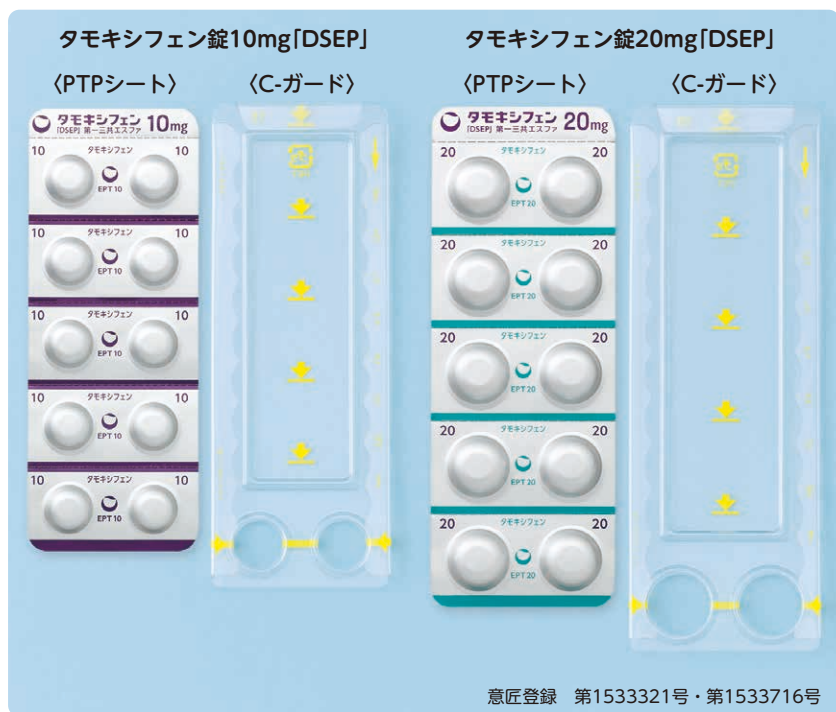 タモキシフェン錠10mg「DSEP」
〈PTPシート〉 〈C-ガード〉
タモキシフェン 10mg
「DSEP」 第一三共エスファ
10 タモキシフェン 10
EPT 10
10 タモキシフェン 10
EPT 10
10 タモキシフェン 10
EPT 10
10 タモキシフェン 10
EPT 10
10 タモキシフェン 10
EPT 10
タモキシフェン錠20mg「DSEP」
〈PTPシート〉 〈C-ガード〉
タモキシフェン 20mg
「DSEP」 第一三共エスファ
20 タモキシフェン 20
EPT 20
20 タモキシフェン 20
EPT 20
20 タモキシフェン 20
EPT 20
20 タモキシフェン 20
EPT 20
20 タモキシフェン 20
EPT 20
意匠登録 第1533321号・第1533716号